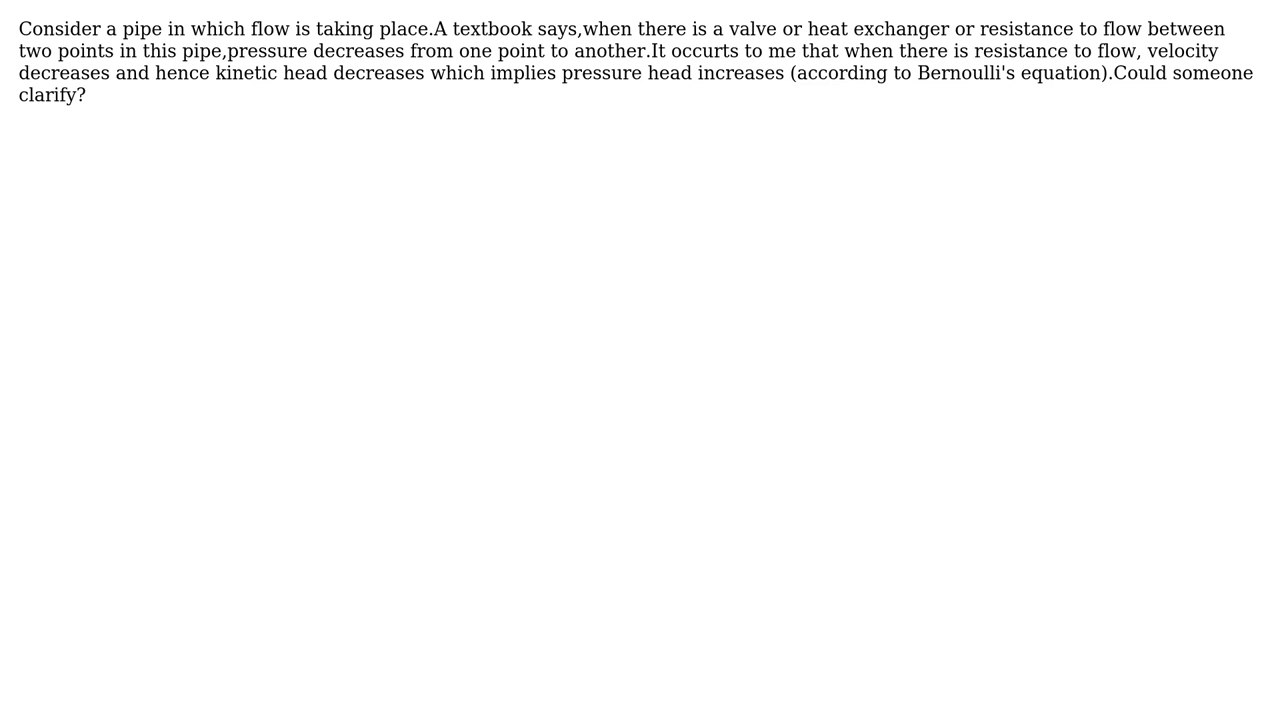 Consider a pipe in which flow is taking place.A textbook says,when there is a valve or heat exchanger or resistance to flow between
two points in this pipe,pressure decreases from one point to another.It occurts to me that when there is resistance to flow, velocity
decreases and hence kinetic head decreases which implies pressure head increases (according to Bernoulli's equation).Could someone
clarify?